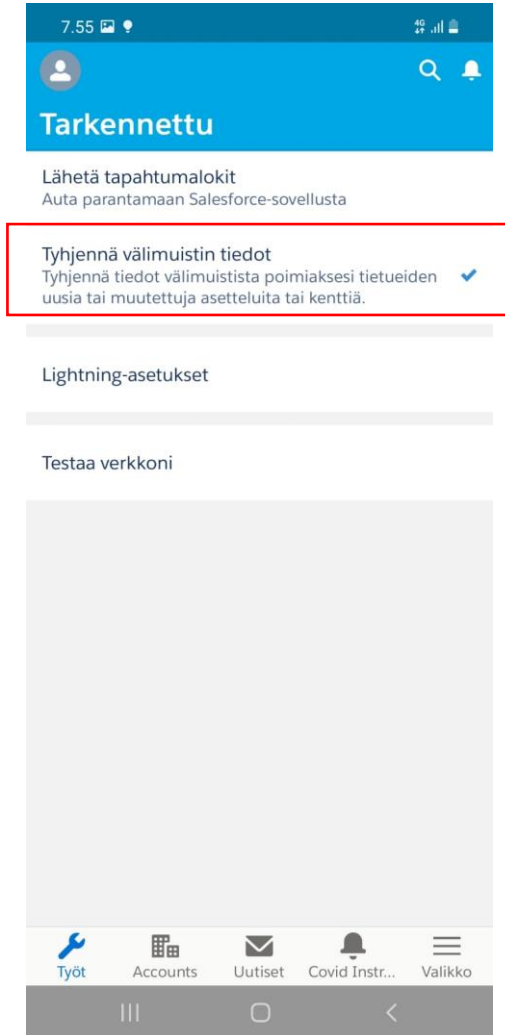 7.55
4G
Tarkennettu
Lähetä tapahtumalokit
Auta parantamaan Salesforce-sovellusta
Tyhjennä välimuistin tiedot
Tyhjennä tiedot välimuistista poimiaksesi tietueiden
uusia tai muutettuja asetteluita tai kenttiä.
Lightning-asetukset
Testaa verkkoni
Työt Accounts Uutiset Covid Instr... Valikko